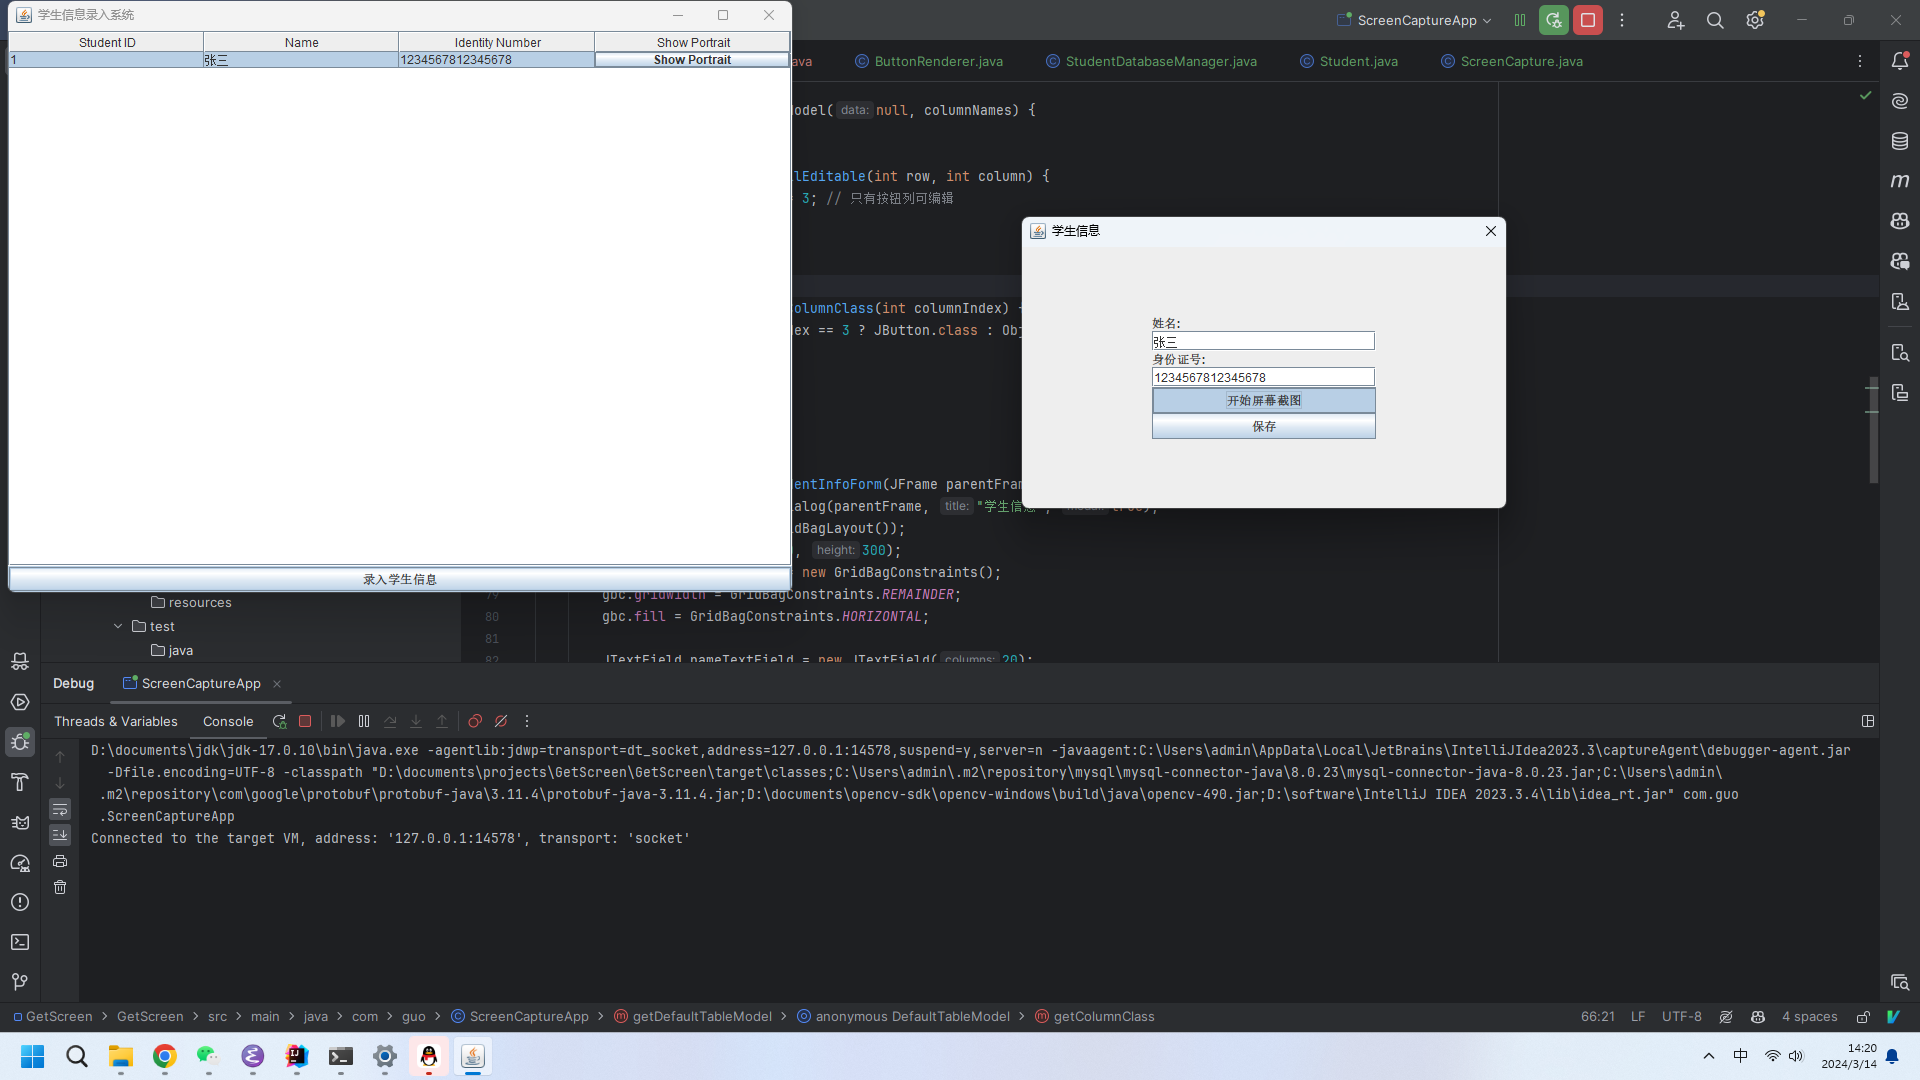 学生信息录入系统
Student ID Name Identity Number Show Portrait
1 张三 1234567812345678 Show Portrait
录入学生信息
ScreenCaptureApp
ava ButtonRenderer.java StudentDatabaseManager.java Student.java ScreenCapture.java
odel( data: null, columnNames) {
lEditable(int row, int column) {
3; // 只有按钮列可编辑
olumnClass(int columnIndex)
ex == 3 ? JButton.class : Ob
entInfoForm(JFrame parentFra
alog(parentFrame, title: "学生信息",
dBagLayout());
, height: 300);
= new GridBagConstraints();
79 gbc.gridwidth = GridBagConstraints.REMAINDER;
80 gbc.fill = GridBagConstraints.HORIZONTAL;
81
82 JTextField nameTextField = new JTextField( columns: 20);
学生信息
姓名:
张三
身份证号:
1234567812345678
开始屏幕截图
保存
resources
test
java
Debug ScreenCaptureApp
Threads & Variables Console
D:\documents\jdk\jdk-17.0.10\bin\java.exe -agentlib:jdwp=transport=dt_socket,address=127.0.0.1:14578,suspend=y,server=n -javaagent:C:\Users\admin\AppData\Local\JetBrains\IntelliJIdea2023.3\captureAgent\debugger-agent.jar
-Dfile.encoding=UTF-8 -classpath "D:\documents\projects\GetScreen\GetScreen\target\classes;C:\Users\admin\.m2\repository\mysql\mysql-connector-java\8.0.23\mysql-connector-java-8.0.23.jar;C:\Users\admin\
.m2\repository\com\google\protobuf\protobuf-java\3.11.4\protobuf-java-3.11.4.jar;D:\documents\opencv-sdk\opencv-windows\build\java\opencv-490.jar;D:\software\IntelliJ IDEA 2023.3.4\lib\idea_rt.jar" com.guo
.ScreenCaptureApp
Connected to the target VM, address: '127.0.0.1:14578', transport: 'socket'
GetScreen > GetScreen > src > main > java > com > guo > ScreenCaptureApp > getDefaultTableModel > anonymous DefaultTableModel > getColumnClass
66:21 LF UTF-8 4 spaces
中
14:20
2024/3/14